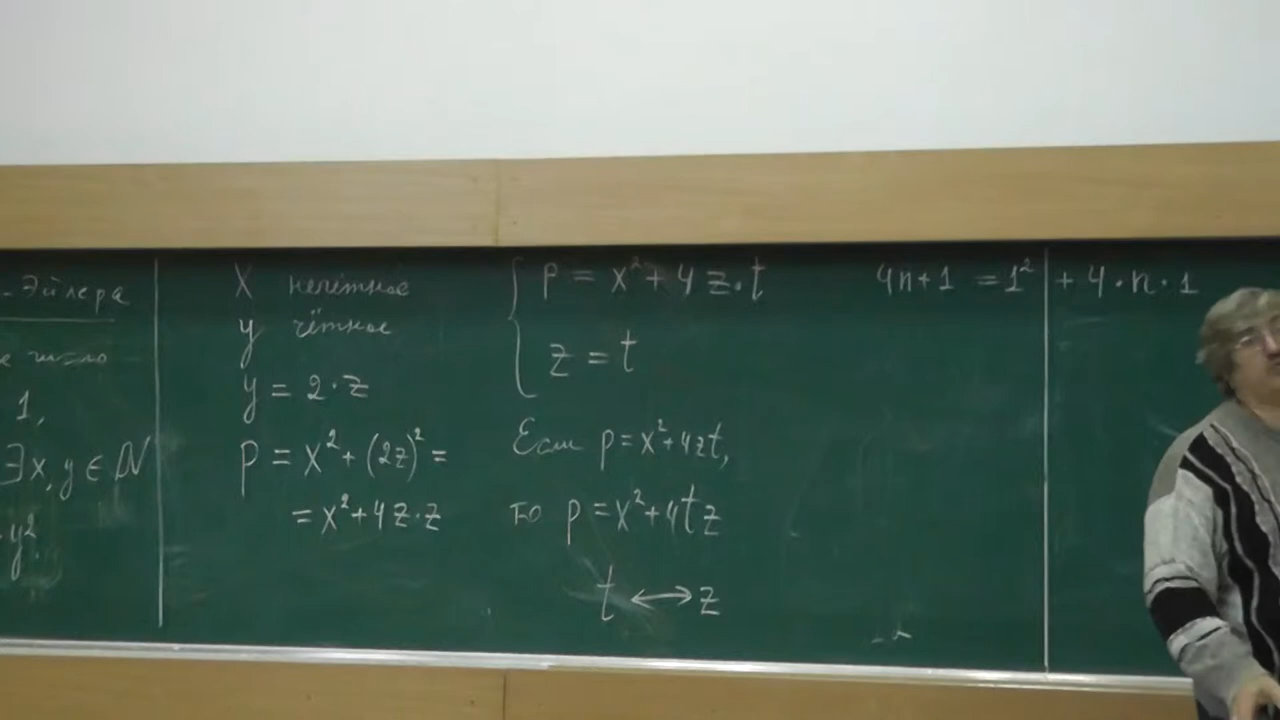 -Эйлера
е число
1,
∃x, y ∈ ℕ
y².
X нечётное
y чётное
y = 2·z
p = x² + (2z)² =
= x² + 4z·z
p = x² + 4z·t
z = t
Если p = x² + 4zt,
то p = x² + 4tz
t ↔ z
4n+1 = 1² + 4·n·1